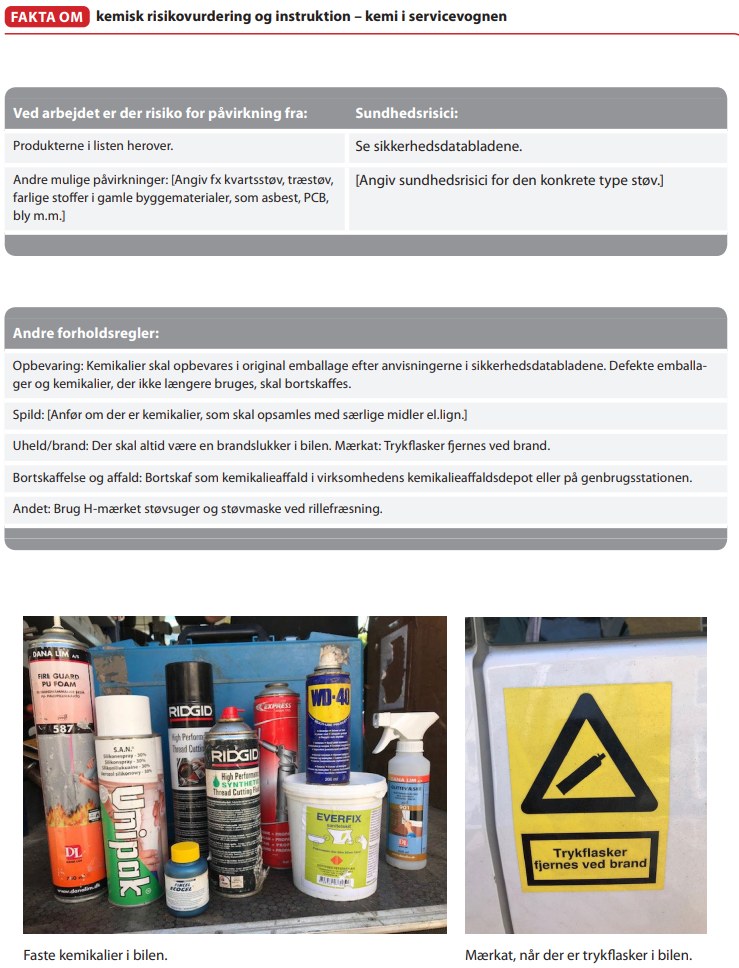 FAKTA OM kemisk risikovurdering og instruktion – kemi i servicevognen
Ved arbejdet er der risiko for påvirkning fra:
Sundhedsrisici:
Produkterne i listen herover.
Se sikkerhedsdatabladene.
Andre mulige påvirkninger: [Angiv fx kvartsstøv, træstøv,
farlige stoffer i gamle byggematerialer, som asbest, PCB,
bly m.m.]
[Angiv sundhedsrisici for den konkrete type støv.]
Andre forholdsregler:
Opbevaring: Kemikalier skal opbevares i original emballage efter anvisningerne i sikkerhedsdatabladene. Defekte emballa-
ger og kemikalier, der ikke længere bruges, skal bortskaffes.
Spild: [Anfør om der er kemikalier, som skal opsamles med særlige midler el.lign.]
Uheld/brand: Der skal altid være en brandslukker i bilen. Mærkat: Trykflasker fjernes ved brand.
Bortskaffelse og affald: Bortskaf som kemikalieaffald i virksomhedens kemikalieaffaldsdepot eller på genbrugsstationen.
Andet: Brug H-mærket støvsuger og støvmaske ved rillefræsning.
DANA LIM A/S
FIRE GUARD
PU FOAM
587
DL
www.danalim.dk
S.A.N.
Unipak
RIDGID
High Perform
Thread Cutting
RIDGID
High Performance
SYNTHETIC
Thread Cutting Fluid
EXPRESS
WD-40
EVERFIX
DANA LIM
DL
Trykflasker
fjernes ved brand
Faste kemikalier i bilen.
Mærkat, når der er trykflasker i bilen.